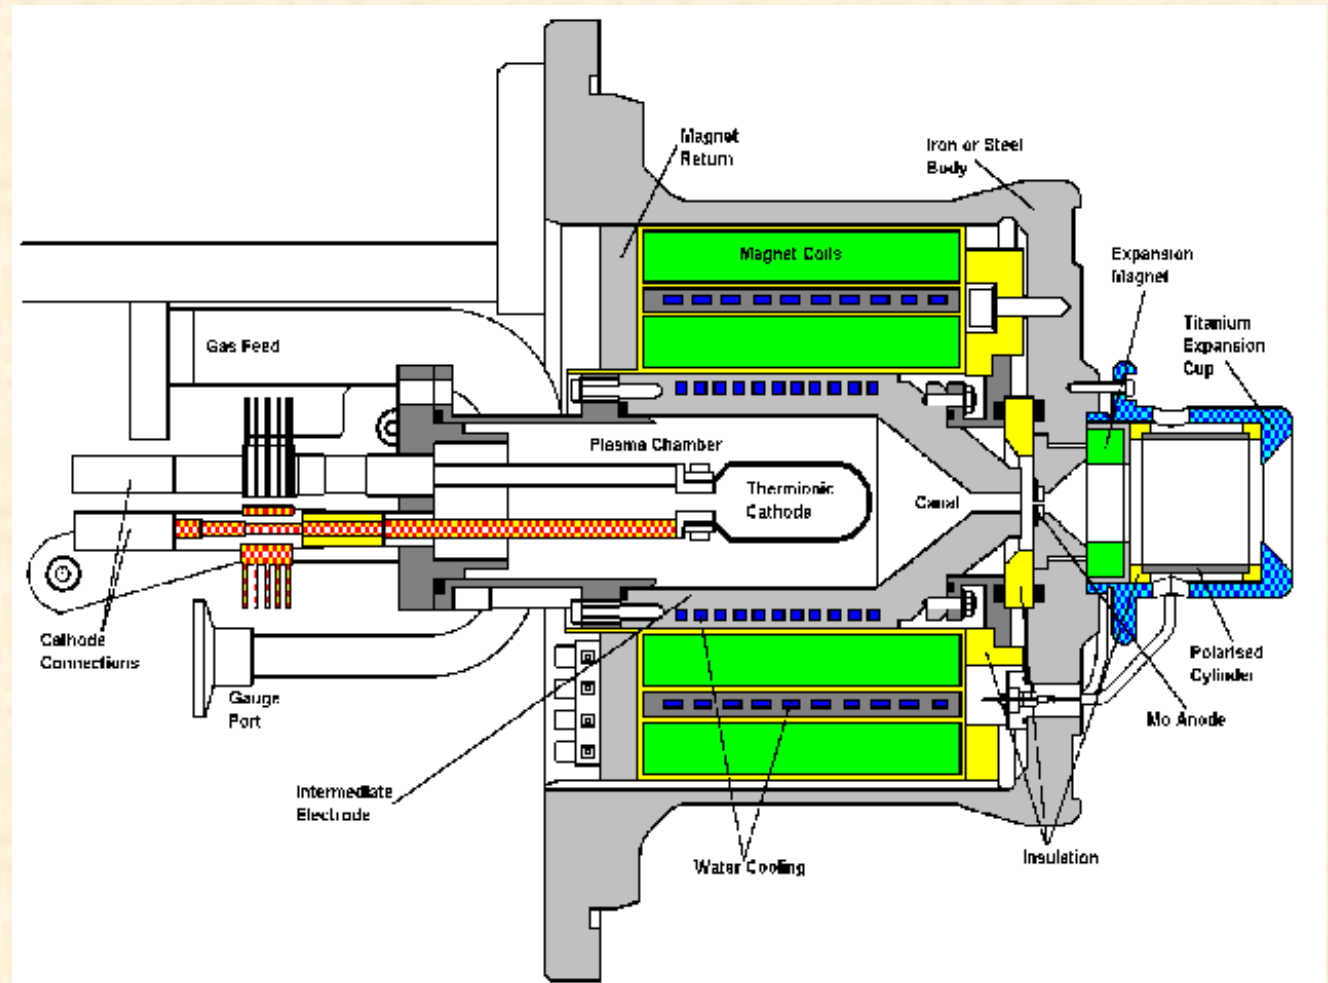 Magnet
Return
Iron or Steel
Body
Magnet Coils
Expansion
Magnet
Titanium
Expansion
Cup
Gas Feed
Plasma Chamber
Thermionic
Cathode
Canal
Cathode
Connections
Gauge
Port
Polarised
Cylinder
Mo Anode
Intermediate
Electrode
Water Cooling
Insulation